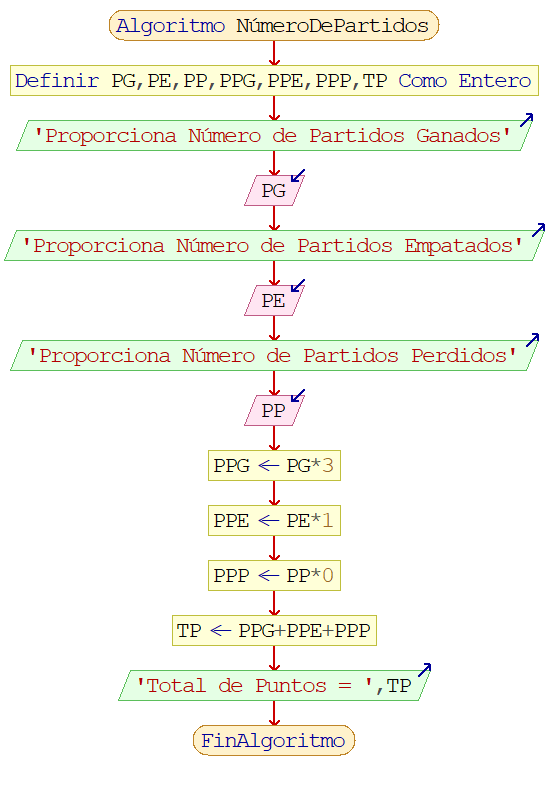 Algoritmo NúmeroDePartidos
Definir PG,PE,PP,PPG,PPE,PPP,TP Como Entero
'Proporciona Número de Partidos Ganados'
PG
'Proporciona Número de Partidos Empatados'
PE
'Proporciona Número de Partidos Perdidos'
PP
PPG ← PG*3
PPE ← PE*1
PPP ← PP*0
TP ← PPG+PPE+PPP
'Total de Puntos = ',TP
FinAlgoritmo